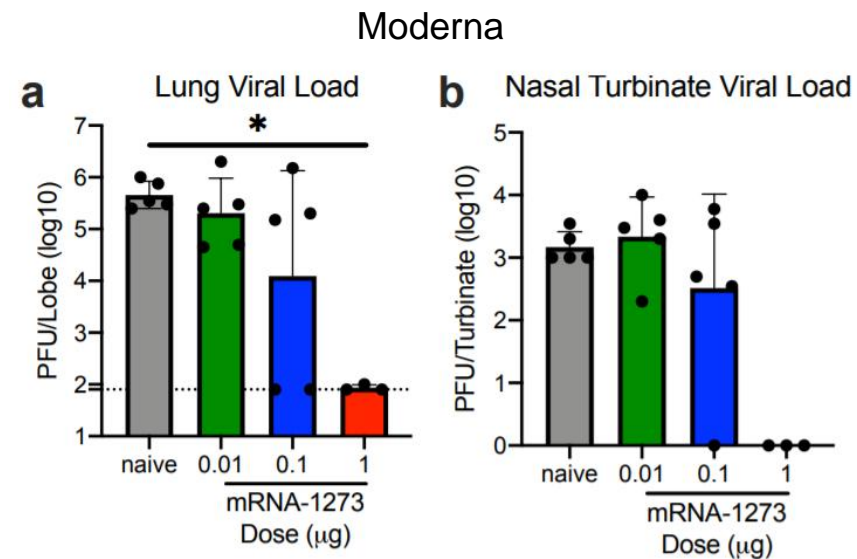 Moderna
a Lung Viral Load
*
7
6
5
4
3
2
1
PFU/Lobe (log10)
naive 0.01 0.1 1
mRNA-1273
Dose (µg)
b Nasal Turbinate Viral Load
5
4
3
2
1
0
PFU/Turbinate (log10)
naive 0.01 0.1 1
mRNA-1273
Dose (µg)